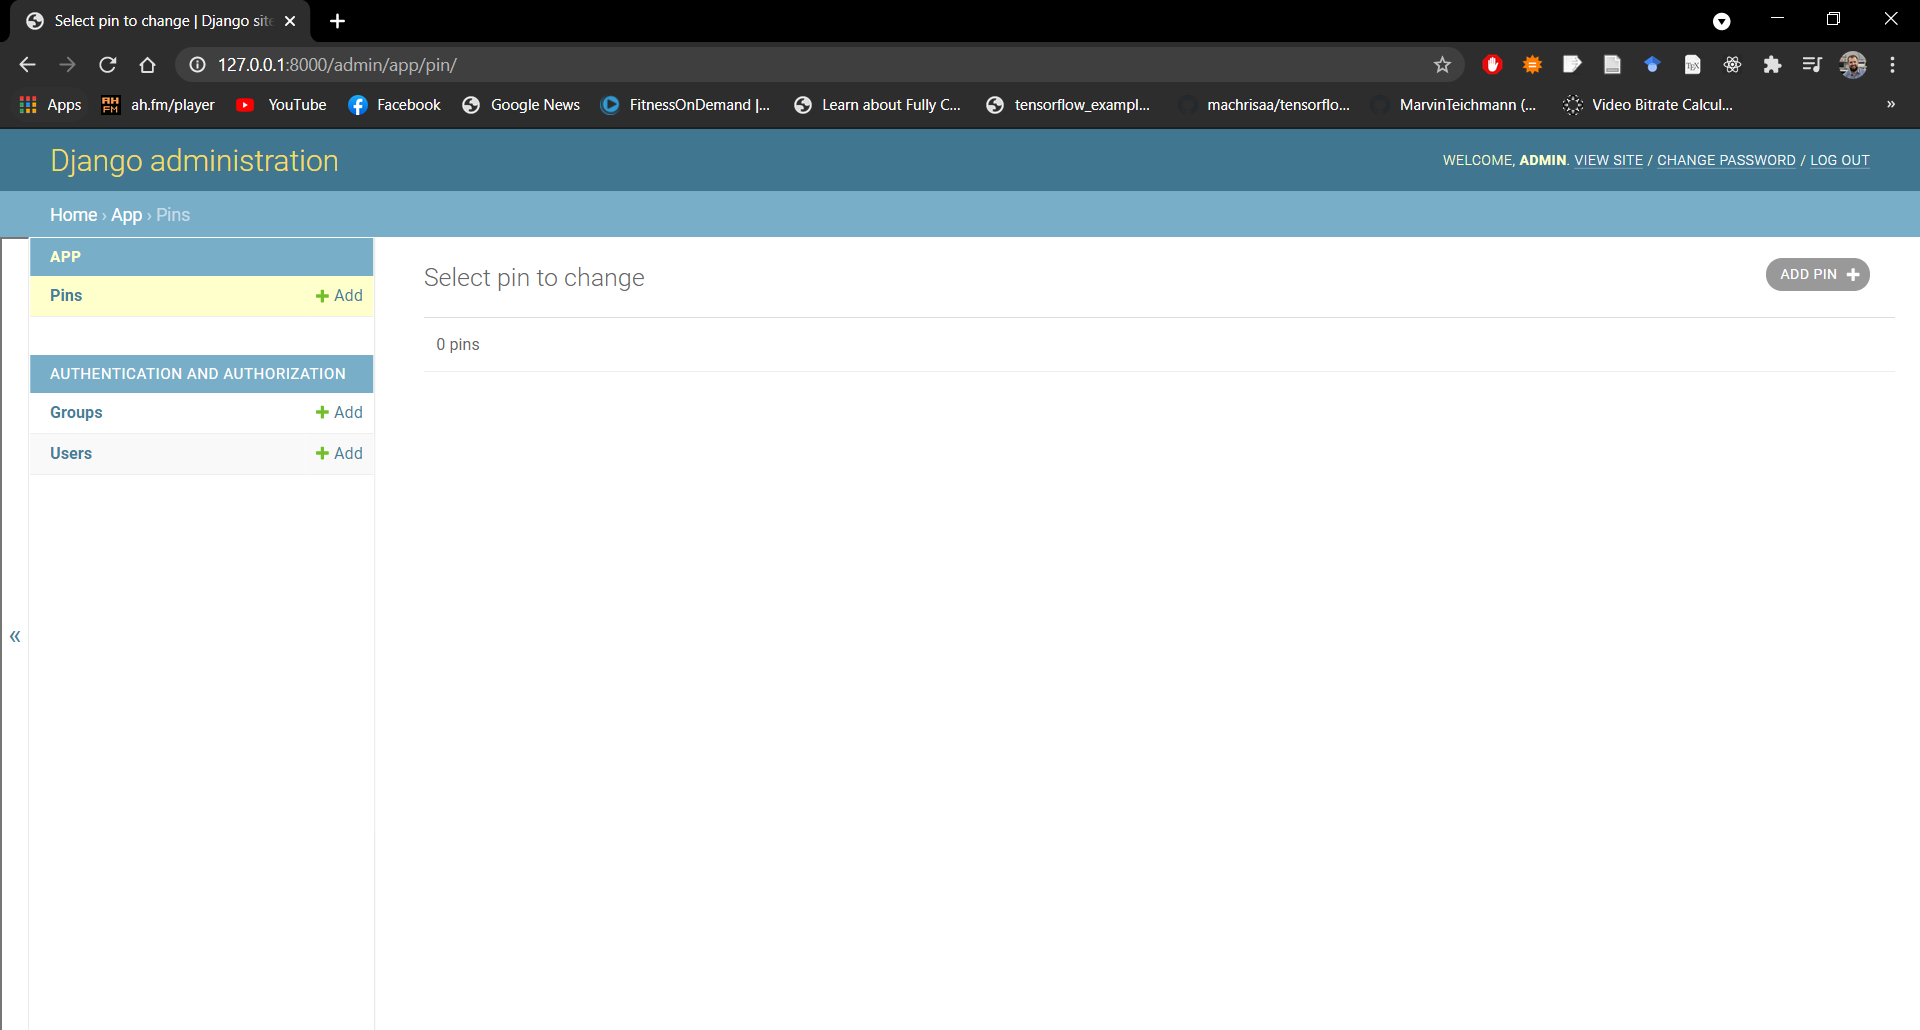 Select pin to change | Django site
127.0.0.1:8000/admin/app/pin/
Apps
AH FM
ah.fm/player
YouTube
Facebook
Google News
FitnessOnDemand |...
Learn about Fully C...
tensorflow_exampl...
machrisaa/tensorflo...
MarvinTeichmann (...
Video Bitrate Calcul...
»
Django administration
WELCOME, ADMIN. VIEW SITE / CHANGE PASSWORD / LOG OUT
Home › App › Pins
APP
Pins
+ Add
AUTHENTICATION AND AUTHORIZATION
Groups
+ Add
Users
+ Add
«
Select pin to change
ADD PIN +
0 pins